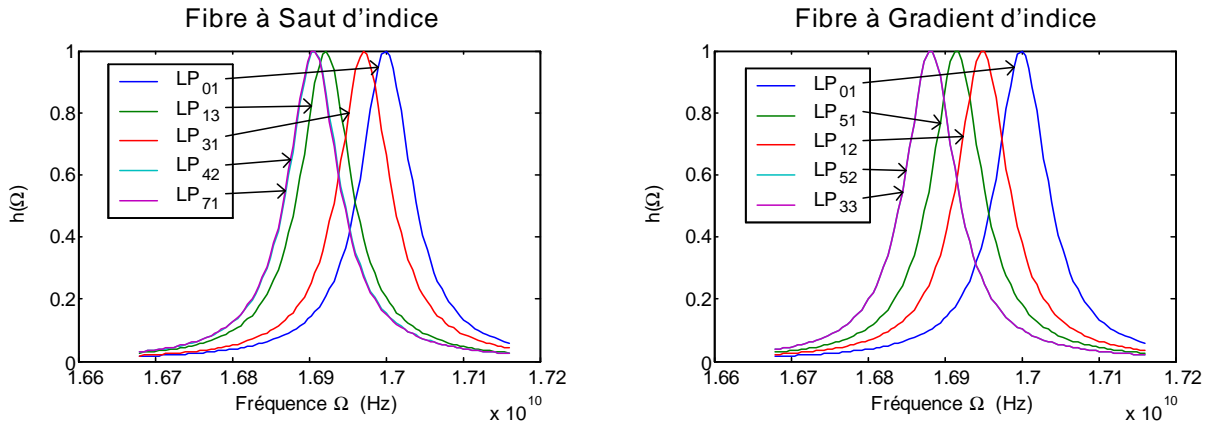 Fibre à Saut d'indice
1
0.8
0.6
0.4
0.2
0
h(Ω)
LP01
LP13
LP31
LP42
LP71
1.66 1.67 1.68 1.69 1.7 1.71 1.72
Fréquence Ω (Hz)
x 10^10
Fibre à Gradient d'indice
1
0.8
0.6
0.4
0.2
0
h(Ω)
LP01
LP51
LP12
LP52
LP33
1.66 1.67 1.68 1.69 1.7 1.71 1.72
Fréquence Ω (Hz)
x 10^10